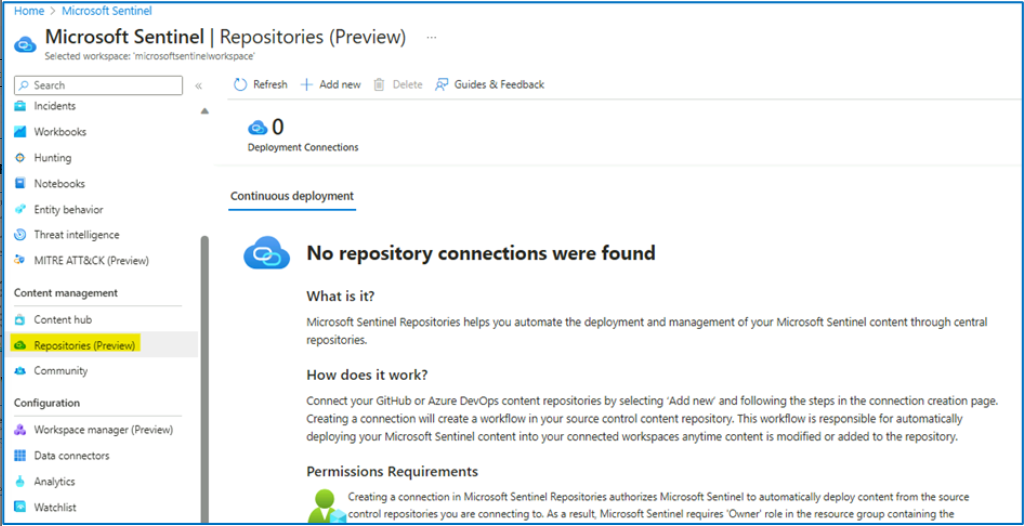 Home > Microsoft Sentinel
Microsoft Sentinel | Repositories (Preview) ...
Selected workspace: 'microsoftsentinelworkspace'
Search
«
Refresh
Add new
Delete
Guides & Feedback
Incidents
Workbooks
Hunting
Notebooks
Entity behavior
Threat intelligence
MITRE ATT&CK (Preview)
Content management
Content hub
Repositories (Preview)
Community
Configuration
Workspace manager (Preview)
Data connectors
Analytics
Watchlist
0
Deployment Connections
Continuous deployment
No repository connections were found
What is it?
Microsoft Sentinel Repositories helps you automate the deployment and management of your Microsoft Sentinel content through central
repositories.
How does it work?
Connect your GitHub or Azure DevOps content repositories by selecting 'Add new' and following the steps in the connection creation page.
Creating a connection will create a workflow in your source control content repository. This workflow is responsible for automatically
deploying your Microsoft Sentinel content into your connected workspaces anytime content is modified or added to the repository.
Permissions Requirements
Creating a connection in Microsoft Sentinel Repositories authorizes Microsoft Sentinel to automatically deploy content from the source
control repositories you are connecting to. As a result, Microsoft Sentinel requires 'Owner' role in the resource group containing the